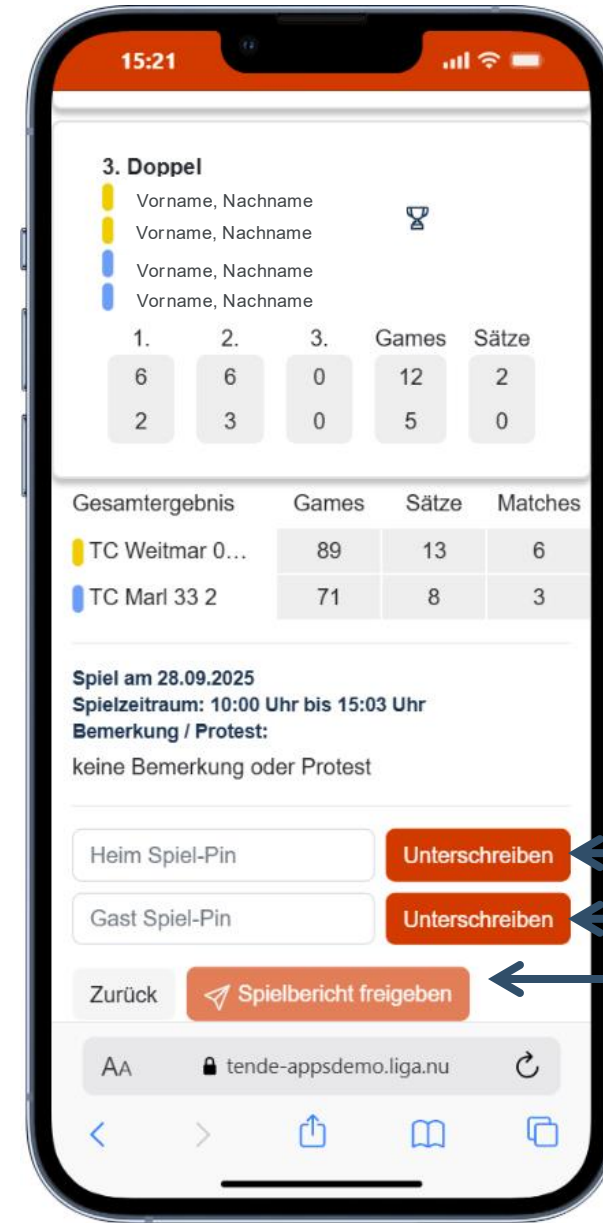 15:21
3. Doppel
Vorname, Nachname
Vorname, Nachname
Vorname, Nachname
Vorname, Nachname
1. 2. 3. Games Sätze
6 6 0 12 2
2 3 0 5 0
Gesamtergebnis Games Sätze Matches
TC Weitmar 0... 89 13 6
TC Marl 33 2 71 8 3
Spiel am 28.09.2025
Spielzeitraum: 10:00 Uhr bis 15:03 Uhr
Bemerkung / Protest:
keine Bemerkung oder Protest
Heim Spiel-Pin Unterschreiben
Gast Spiel-Pin Unterschreiben
Zurück Spielbericht freigeben
AA tende-appsdemo.liga.nu